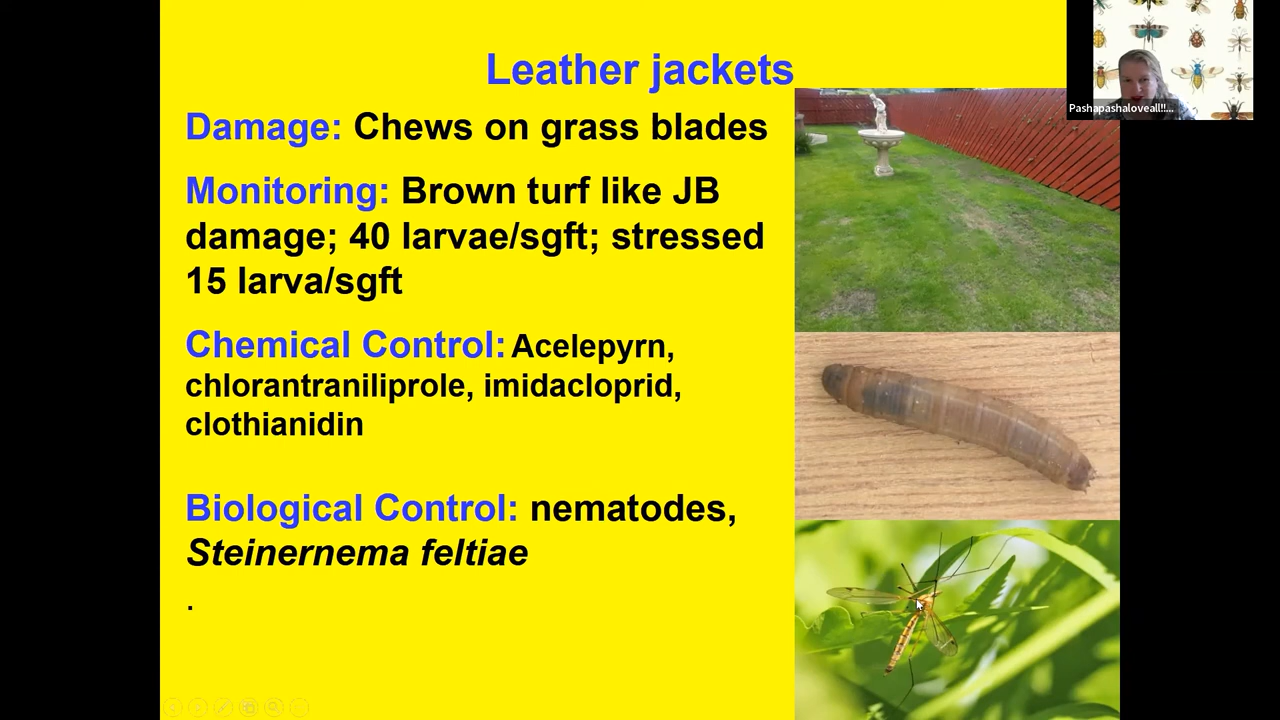 Leather jackets
Damage: Chews on grass blades
Monitoring: Brown turf like JB
damage; 40 larvae/sgft; stressed
15 larva/sgft
Chemical Control: Acelepyrn,
chlorantraniliprole, imidacloprid,
clothianidin
Biological Control: nematodes,
Steinernema feltiae
.
Pashapashaloveall!!...